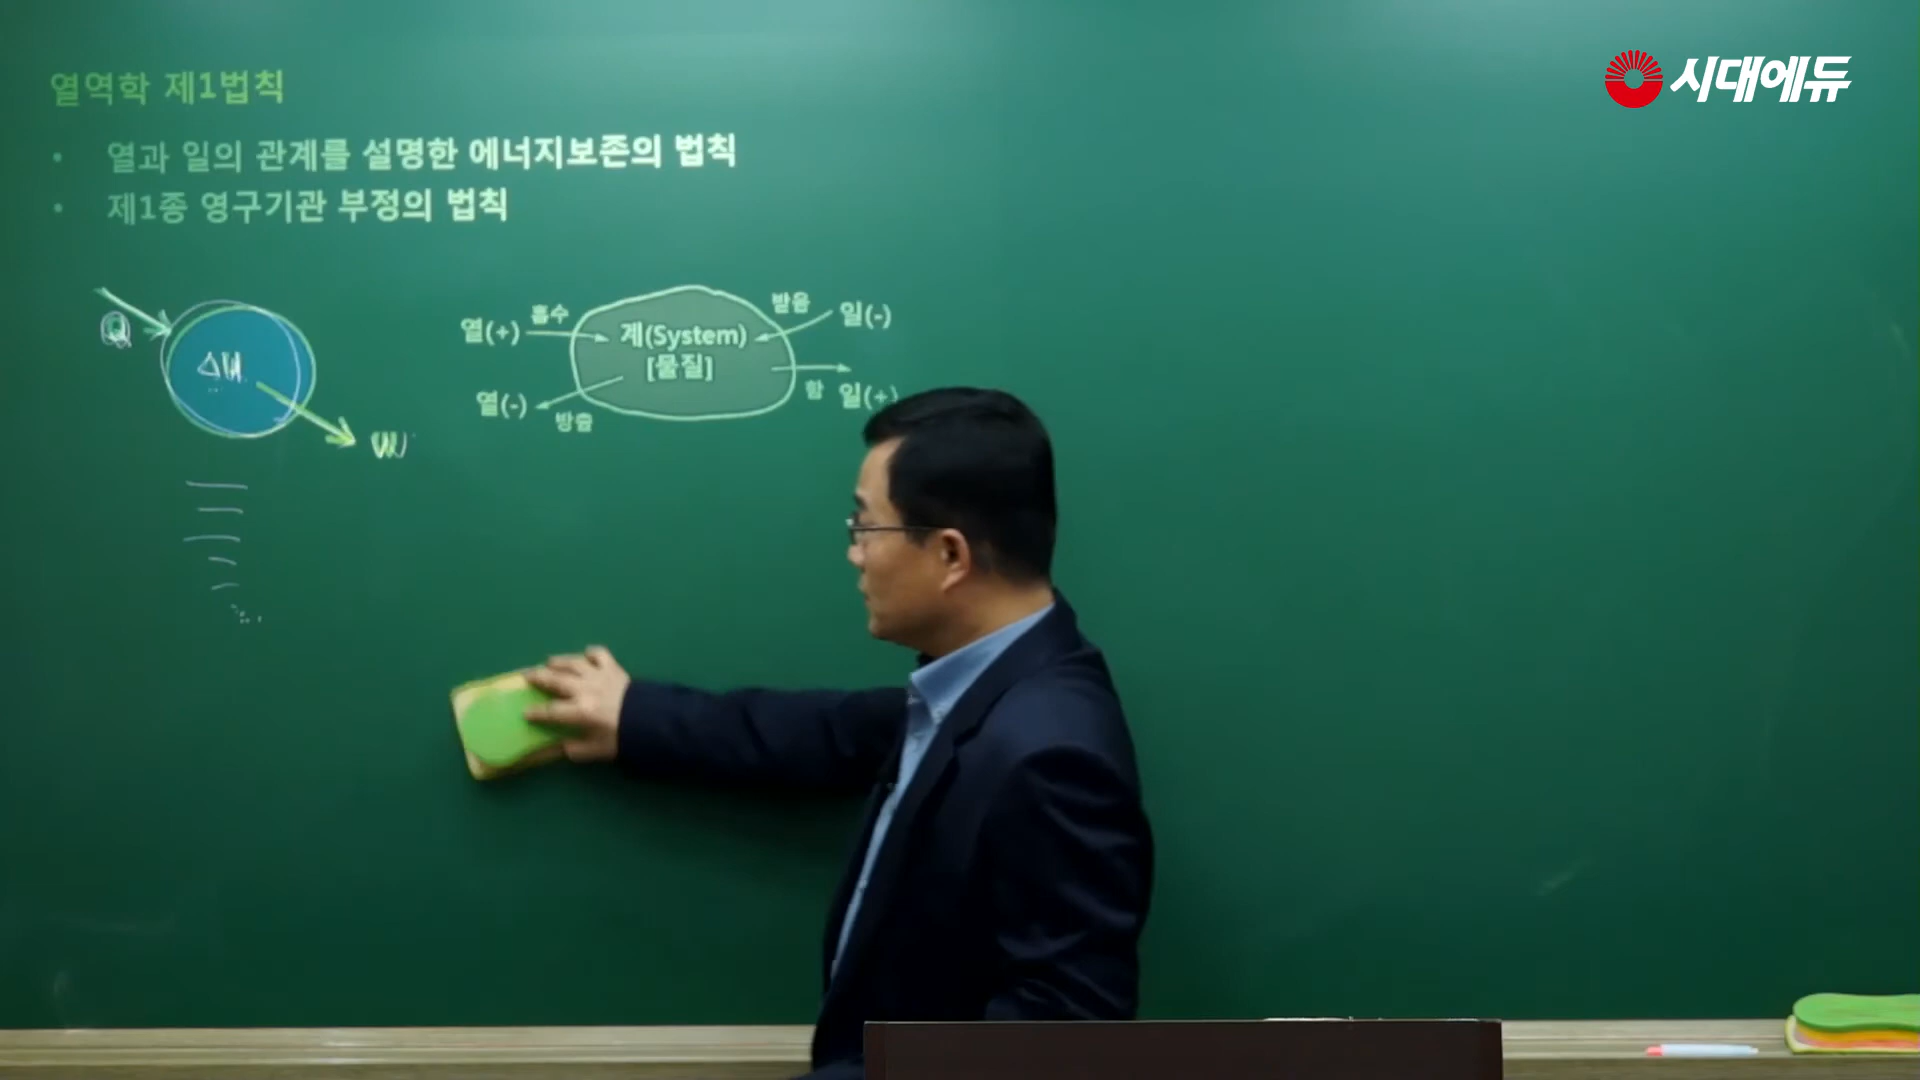 시대에듀
열역학 제1법칙
• 열과 일의 관계를 설명한 에너지보존의 법칙
• 제1종 영구기관 부정의 법칙
Q
ΔU
W
열(+)
흡수
계(System)
[물질]
받음
일(-)
열(-)
방출
함
일(+)